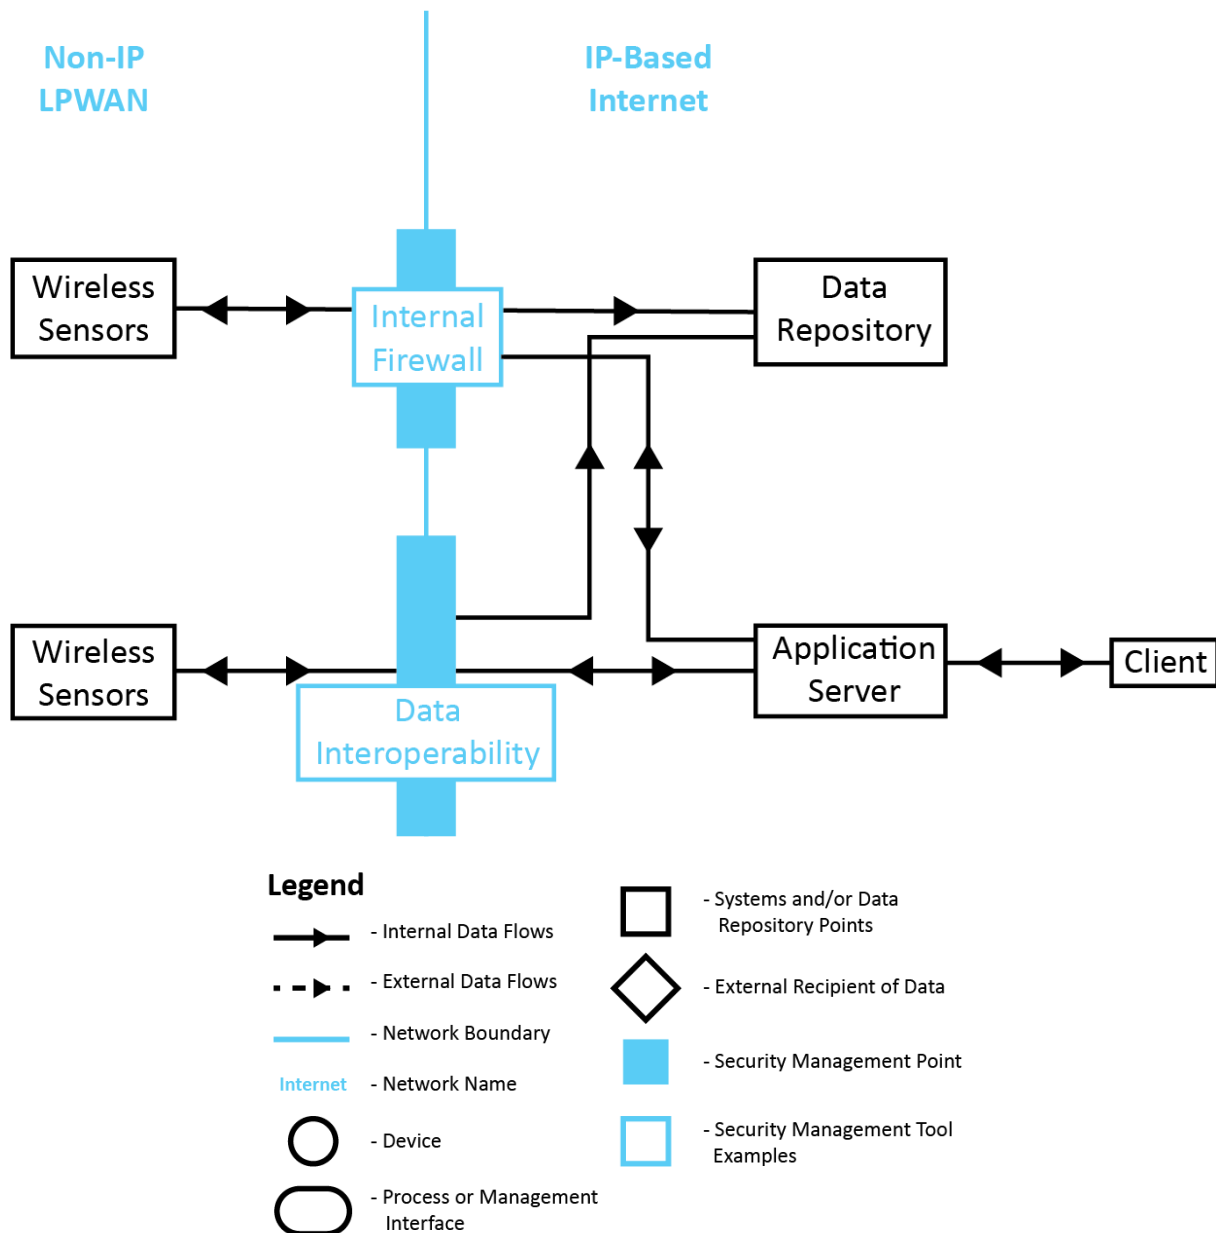 Non-IP
LPWAN
IP-Based
Internet
Wireless
Sensors
Internal
Firewall
Data
Repository
Wireless
Sensors
Data
Interoperability
Application
Server
Client
Legend
- Internal Data Flows
- External Data Flows
- Network Boundary
Internet - Network Name
- Device
- Process or Management
Interface
- Systems and/or Data
Repository Points
- External Recipient of Data
- Security Management Point
- Security Management Tool
Examples